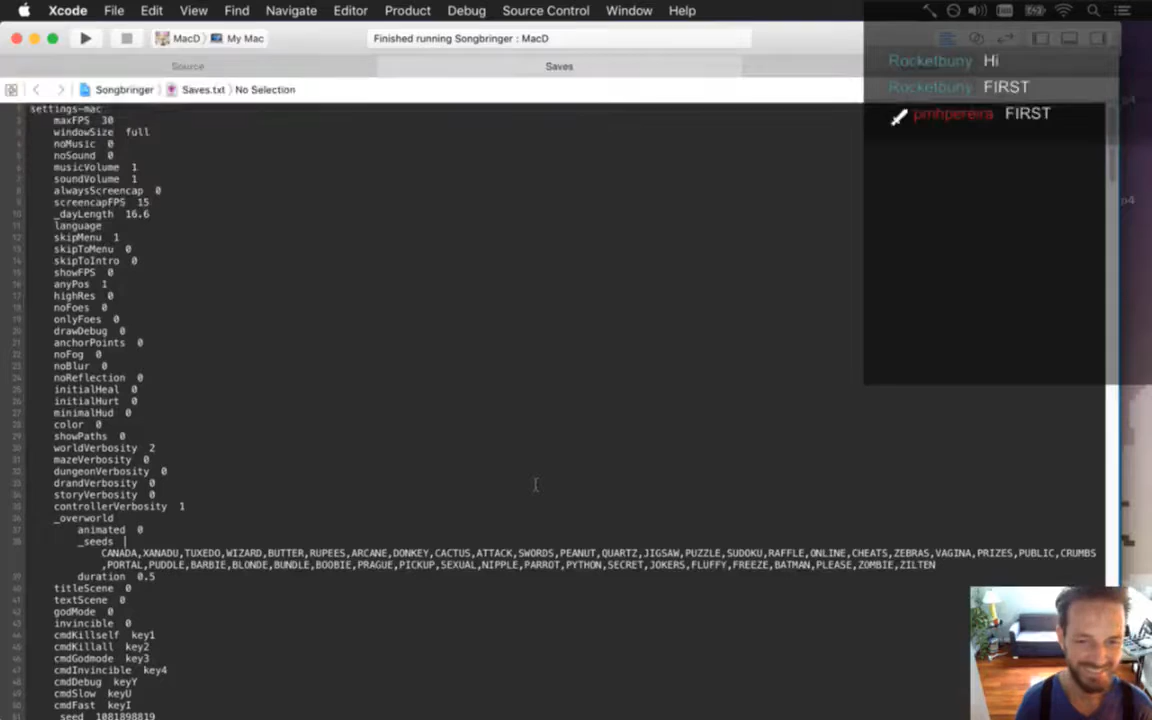 Xcode File Edit View Find Navigate Editor Product Debug Source Control Window Help
MacD My Mac
Finished running Songbringer : MacD
Source
Saves
Songbringer Saves.txt No Selection
Rocketbuny Hi
Rocketbuny FIRST
pmhpereira FIRST
settings-mac
maxFPS 30
windowSize full
noMusic 0
noSound 0
musicVolume 1
soundVolume 1
alwaysScreencap 0
screencapFPS 15
_dayLength 16.6
language
skipMenu 1
skipToMenu 0
skipToIntro 0
showFPS 0
anyPos 1
highRes 0
noFoes 0
onlyFoes 0
drawDebug 0
anchorPoints 0
noFog 0
noBlur 0
noReflection 0
initialHeal 0
initialHurt 0
minimalHud 0
color 0
showPaths 0
worldVerbosity 2
mazeVerbosity 0
dungeonVerbosity 0
drandVerbosity 0
storyVerbosity 0
controllerVerbosity 1
_overworld
animated 0
_seeds
CANADA,XANADU,TUXEDO,WIZARD,BUTTER,RUPEES,ARCANE,DONKEY,CACTUS,ATTACK,SWORDS,PEANUT,QUARTZ,JIGSAW,PUZZLE,SUDOKU,RAFFLE,ONLINE,CHEATS,ZEBRAS,VAGINA,PRIZES,PUBLIC,CRUMBS
,PORTAL,PUDDLE,BARBIE,BLONDE,BUNDLE,BOOBIE,PRAGUE,PICKUP,SEXUAL,NIPPLE,PARROT,PYTHON,SECRET,JOKERS,FLUFFY,FREEZE,BATMAN,PLEASE,ZOMBIE,ZILTEN
duration 0.5
titleScene 0
textScene 0
godMode 0
invincible 0
cmdKillself key1
cmdKillall key2
cmdGodmode key3
cmdInvincible key4
cmdDebug keyY
cmdSlow keyU
cmdFast keyI
_seed 1081898819
p4